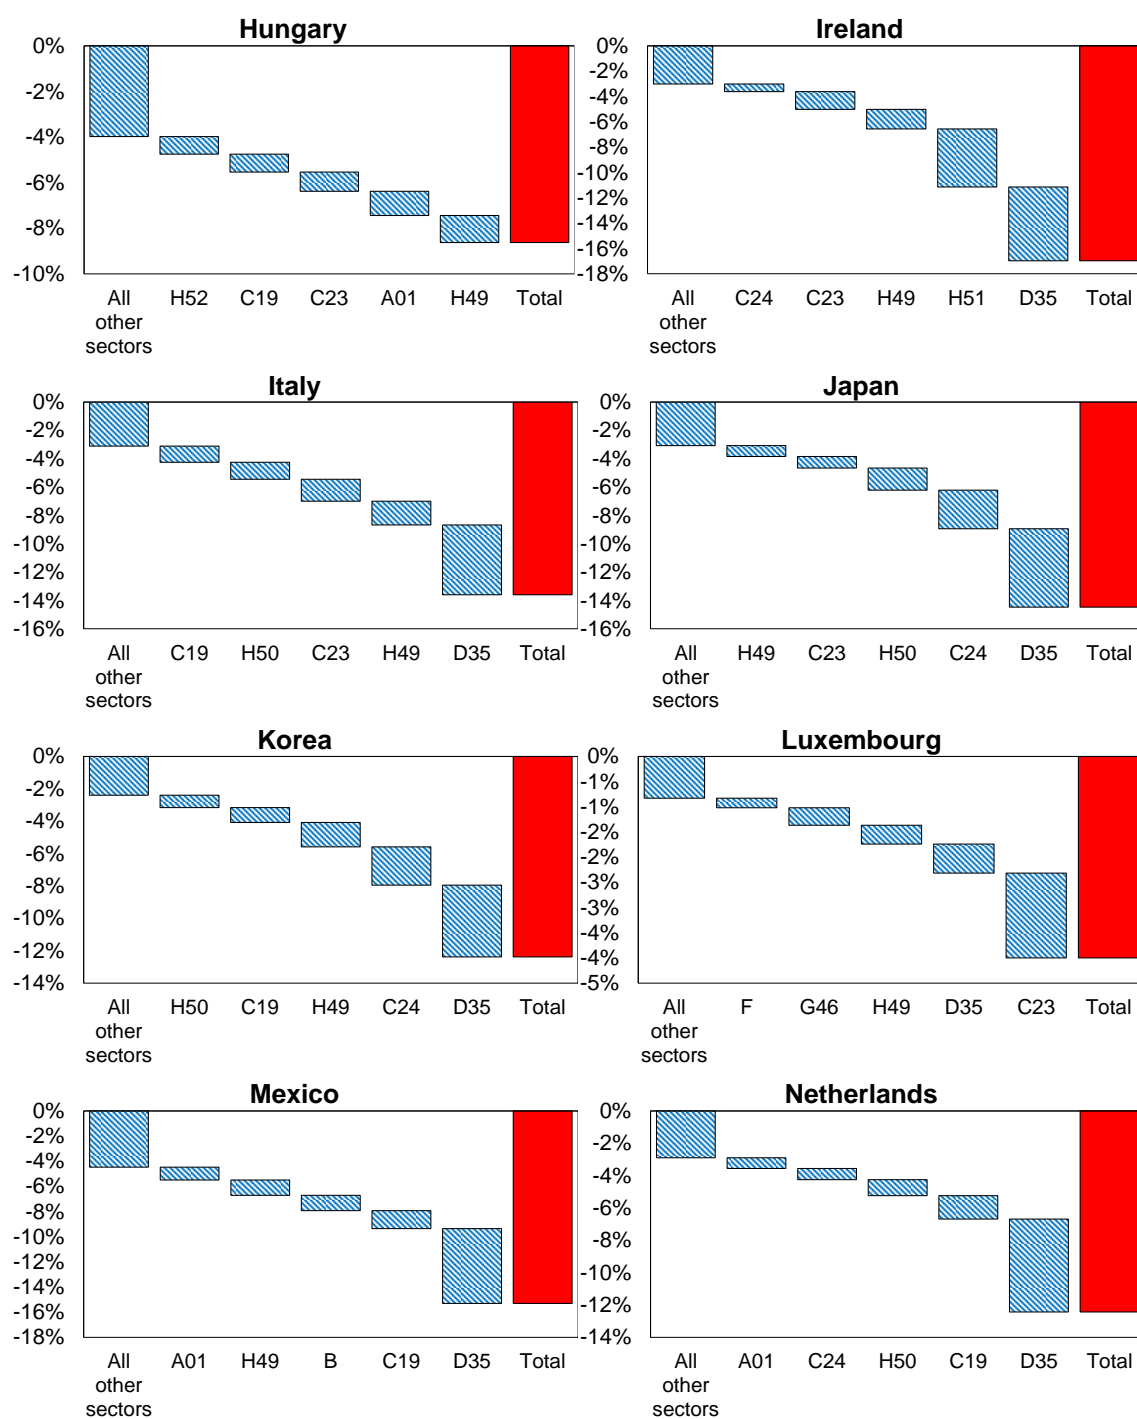 Hungary
0%
-2%
-4%
-6%
-8%
-10%
All other sectors
H52
C19
C23
A01
H49
Total
Ireland
0%
-2%
-4%
-6%
-8%
-10%
-12%
-14%
-16%
-18%
All other sectors
C24
C23
H49
H51
D35
Total
Italy
0%
-2%
-4%
-6%
-8%
-10%
-12%
-14%
-16%
All other sectors
C19
H50
C23
H49
D35
Total
Japan
0%
-2%
-4%
-6%
-8%
-10%
-12%
-14%
-16%
All other sectors
H49
C23
H50
C24
D35
Total
Korea
0%
-2%
-4%
-6%
-8%
-10%
-12%
-14%
All other sectors
H50
C19
H49
C24
D35
Total
Luxembourg
0%
-1%
-1%
-2%
-2%
-3%
-3%
-4%
-4%
-5%
All other sectors
F
G46
H49
D35
C23
Total
Mexico
0%
-2%
-4%
-6%
-8%
-10%
-12%
-14%
-16%
-18%
All other sectors
A01
H49
B
C19
D35
Total
Netherlands
0%
-2%
-4%
-6%
-8%
-10%
-12%
-14%
All other sectors
A01
C24
H50
C19
D35
Total